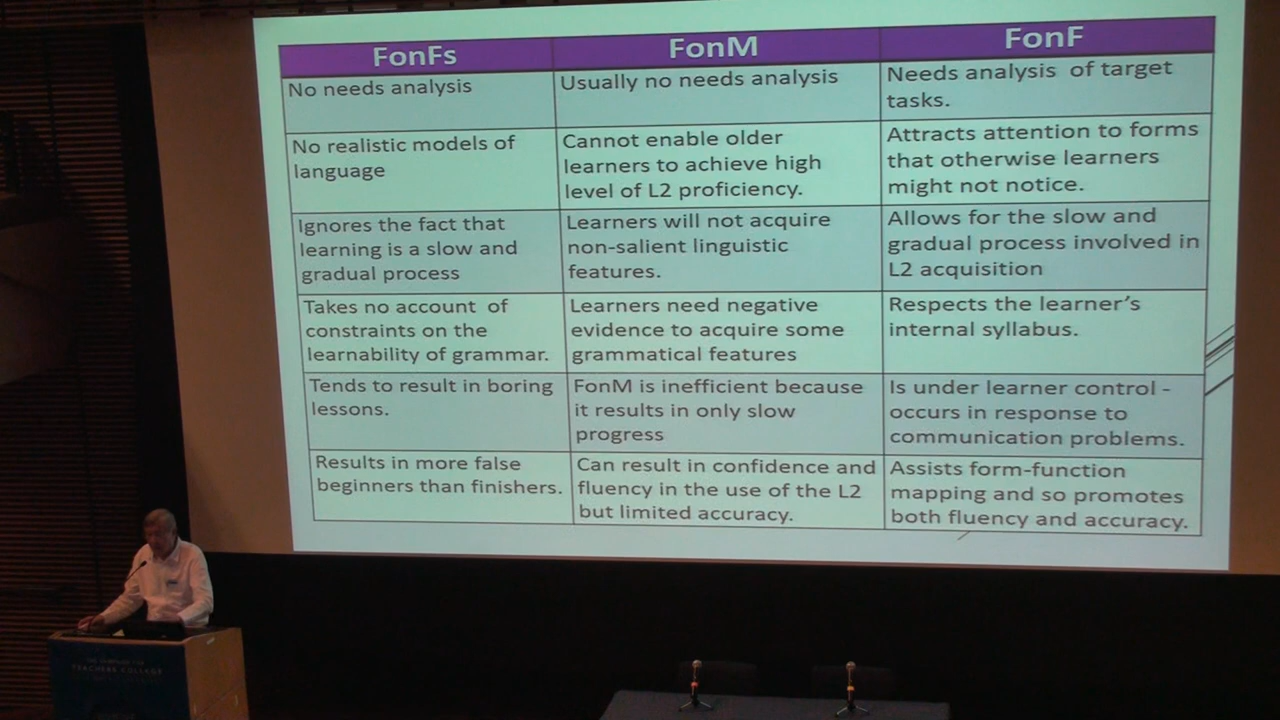 FonFs
FonM
FonF
No needs analysis
Usually no needs analysis
Needs analysis of target
tasks.
No realistic models of
language
Cannot enable older
learners to achieve high
level of L2 proficiency.
Attracts attention to forms
that otherwise learners
might not notice.
Ignores the fact that
learning is a slow and
gradual process
Learners will not acquire
non-salient linguistic
features.
Allows for the slow and
gradual process involved in
L2 acquisition
Takes no account of
constraints on the
learnability of grammar.
Learners need negative
evidence to acquire some
grammatical features
Respects the learner's
internal syllabus.
Tends to result in boring
lessons.
FonM is inefficient because
it results in only slow
progress
Is under learner control -
occurs in response to
communication problems.
Results in more false
beginners than finishers.
Can result in confidence and
fluency in the use of the L2
but limited accuracy.
Assists form-function
mapping and so promotes
both fluency and accuracy.
TEACHERS COLLEGE